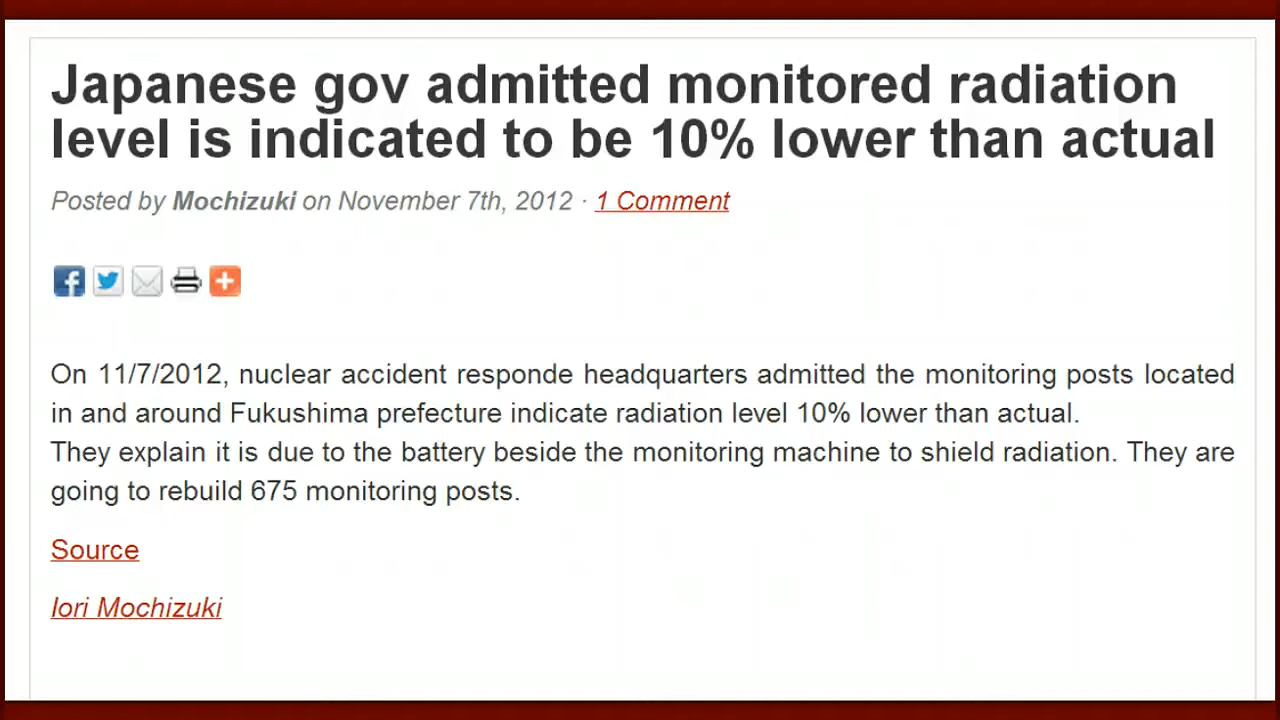 Japanese gov admitted monitored radiation
level is indicated to be 10% lower than actual
Posted by Mochizuki on November 7th, 2012 · 1 Comment
On 11/7/2012, nuclear accident responde headquarters admitted the monitoring posts located
in and around Fukushima prefecture indicate radiation level 10% lower than actual.
They explain it is due to the battery beside the monitoring machine to shield radiation. They are
going to rebuild 675 monitoring posts.
Source
Iori Mochizuki